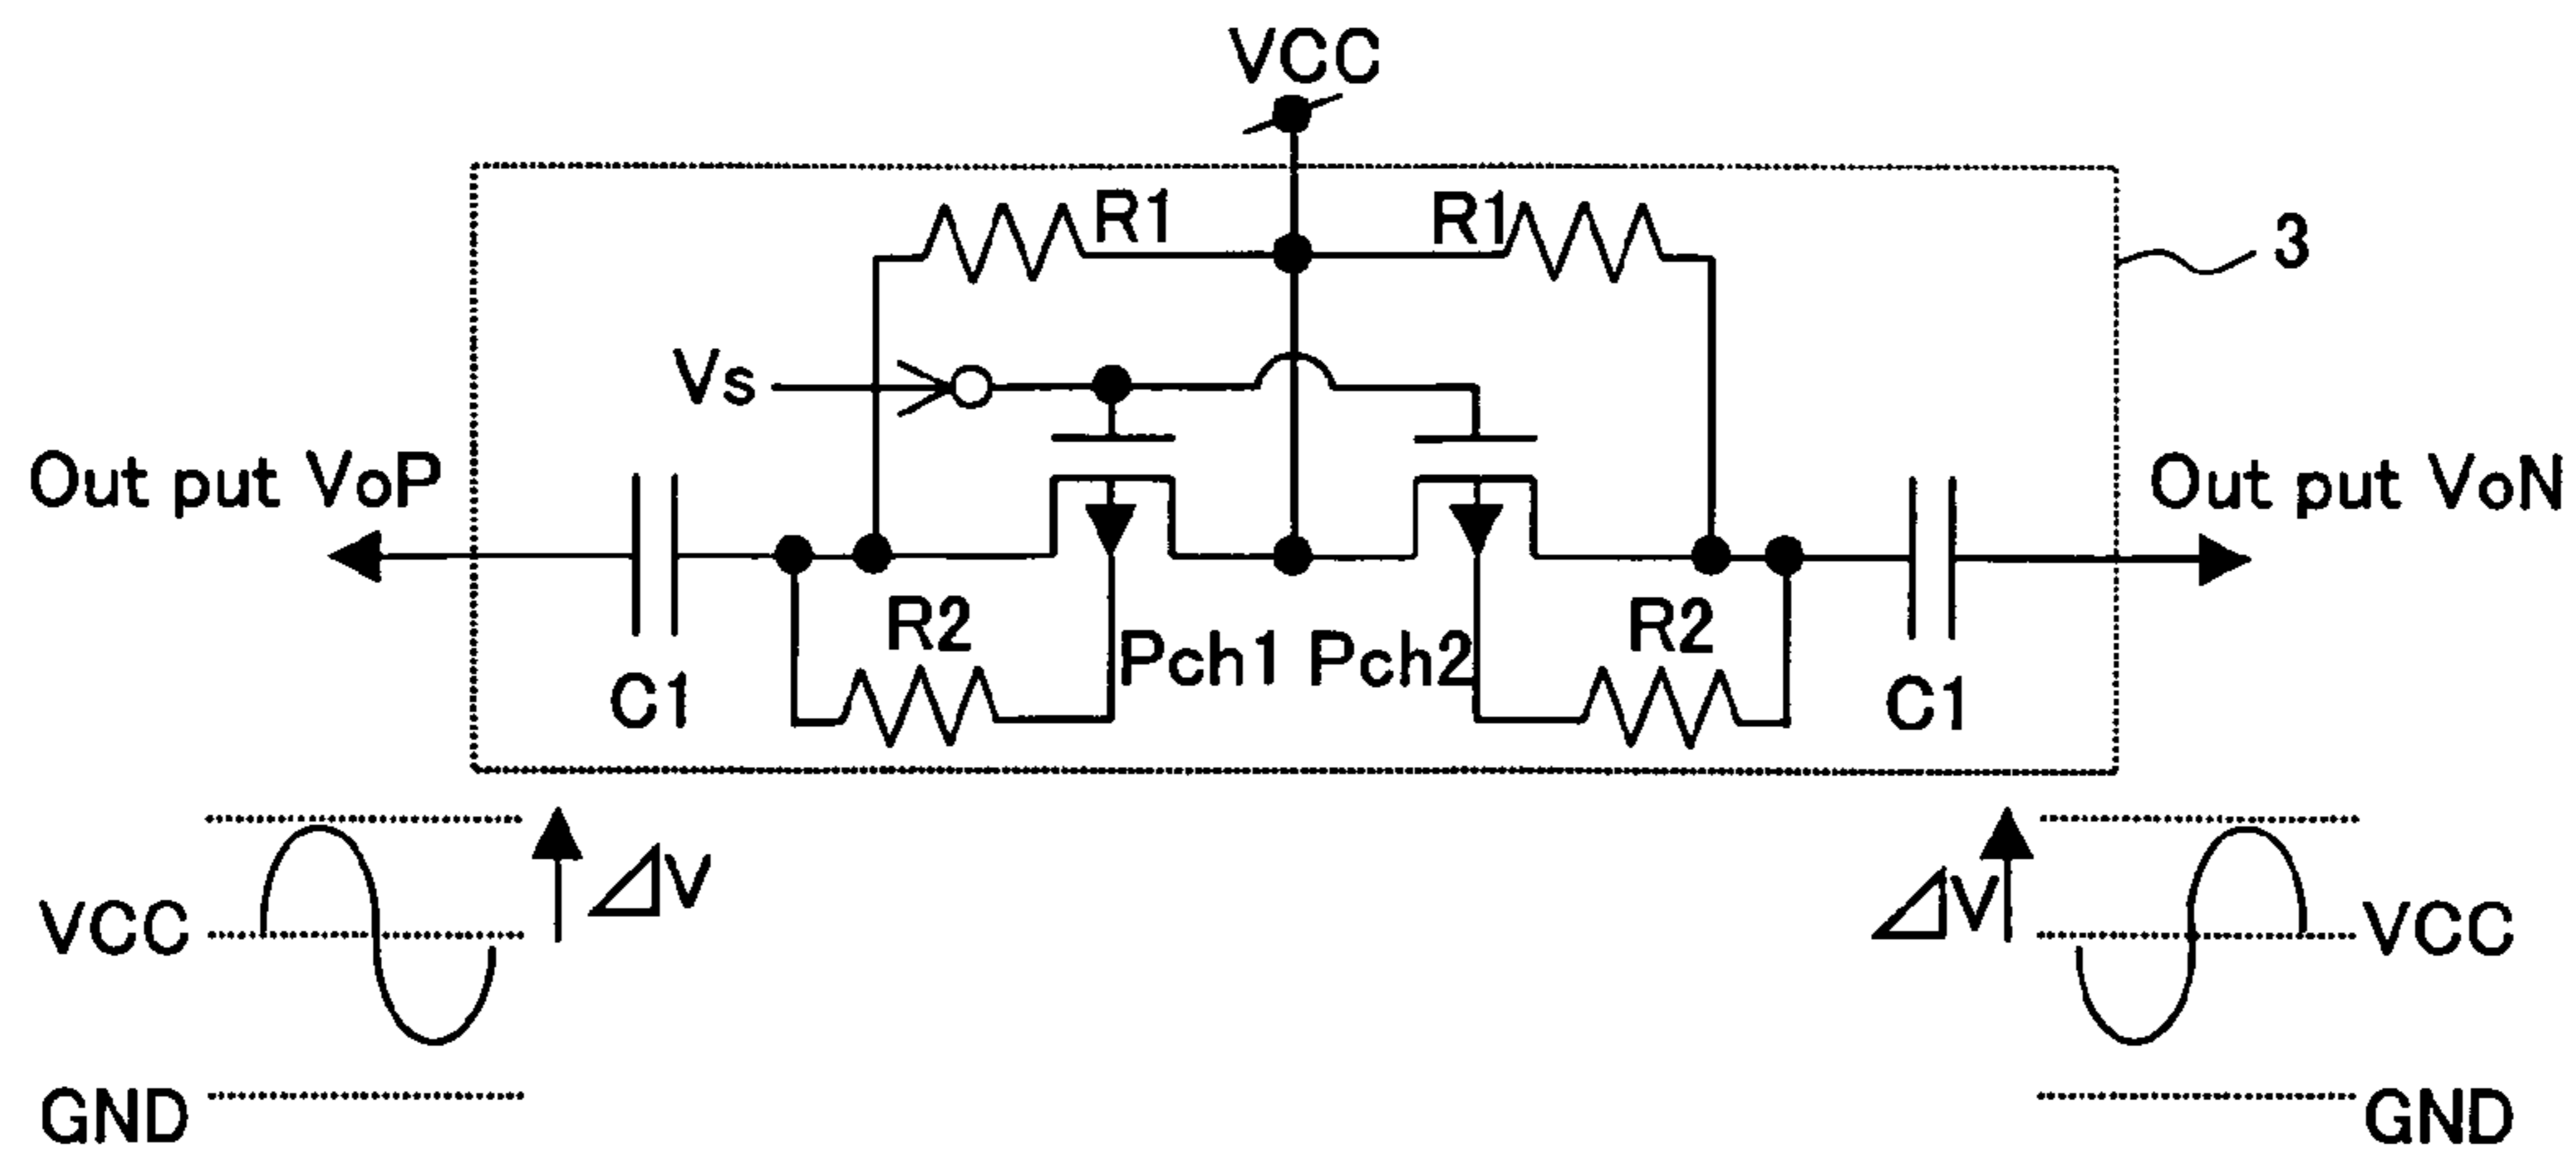 VCC
R1
R1
3
Vs
Out put VoP
Out put VoN
R2
R2
Pch1
Pch2
C1
C1
⊿V
⊿V
VCC
VCC
GND
GND